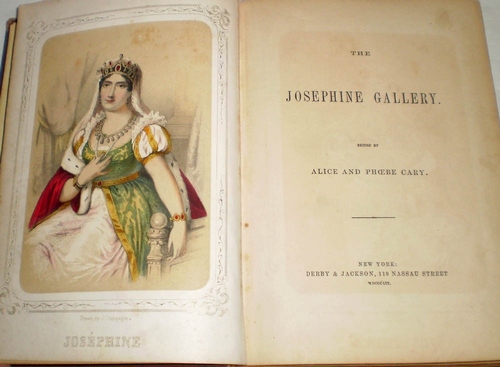 JOSÉPHINE
THE
JOSEPHINE GALLERY.
EDITED BY
ALICE AND PHŒBE CARY.
NEW YORK:
DERBY & JACKSON, 119 NASSAU STREET